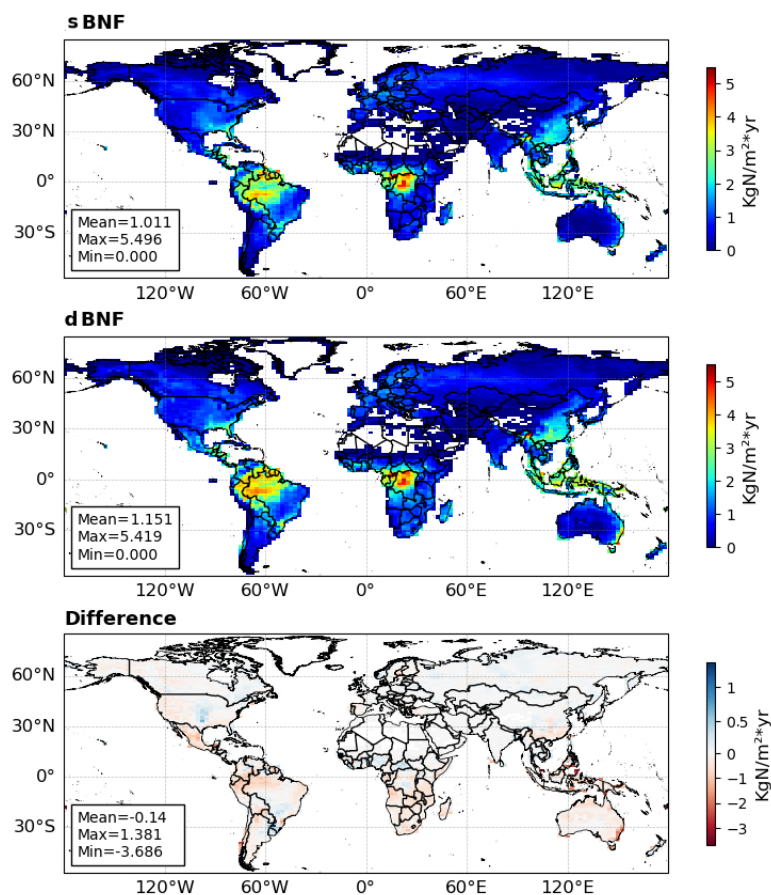 s BNF
60°N
30°N
0°
30°S
Mean=1.011
Max=5.496
Min=0.000
120°W 60°W 0° 60°E 120°E
5
4
3
2
1
0
KgN/m²*yr
d BNF
60°N
30°N
0°
30°S
Mean=1.151
Max=5.419
Min=0.000
120°W 60°W 0° 60°E 120°E
5
4
3
2
1
0
KgN/m²*yr
Difference
60°N
30°N
0°
30°S
Mean=-0.14
Max=1.381
Min=-3.686
120°W 60°W 0° 60°E 120°E
1
0.5
0
−1
−2
−3
KgN/m²*yr